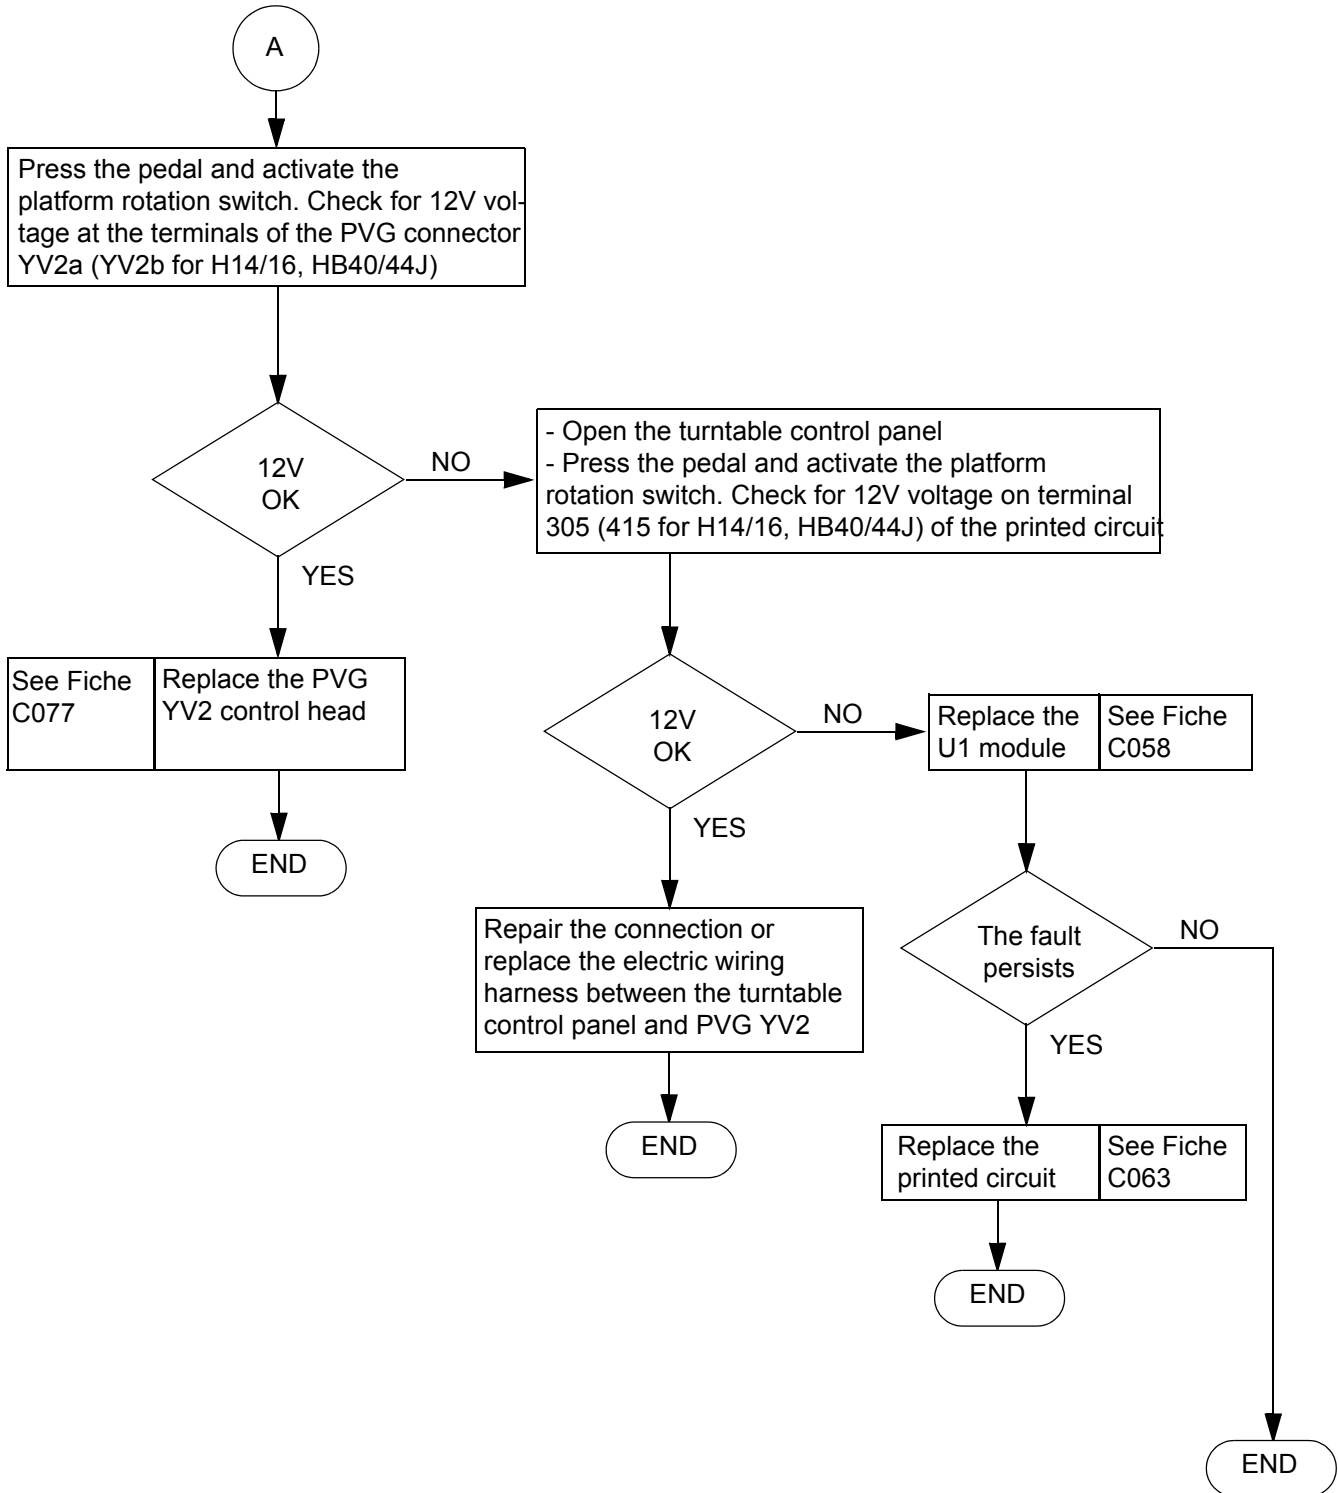 A
Press the pedal and activate the
platform rotation switch. Check for 12V vol-
tage at the terminals of the PVG connector
YV2a (YV2b for H14/16, HB40/44J)
12V
OK
NO
YES
- Open the turntable control panel
- Press the pedal and activate the platform
rotation switch. Check for 12V voltage on terminal
305 (415 for H14/16, HB40/44J) of the printed circuit
See Fiche
C077
Replace the PVG
YV2 control head
END
12V
OK
NO
YES
Replace the
U1 module
See Fiche
C058
Repair the connection or
replace the electric wiring
harness between the turntable
control panel and PVG YV2
END
The fault
persists
NO
YES
Replace the
printed circuit
See Fiche
C063
END
END